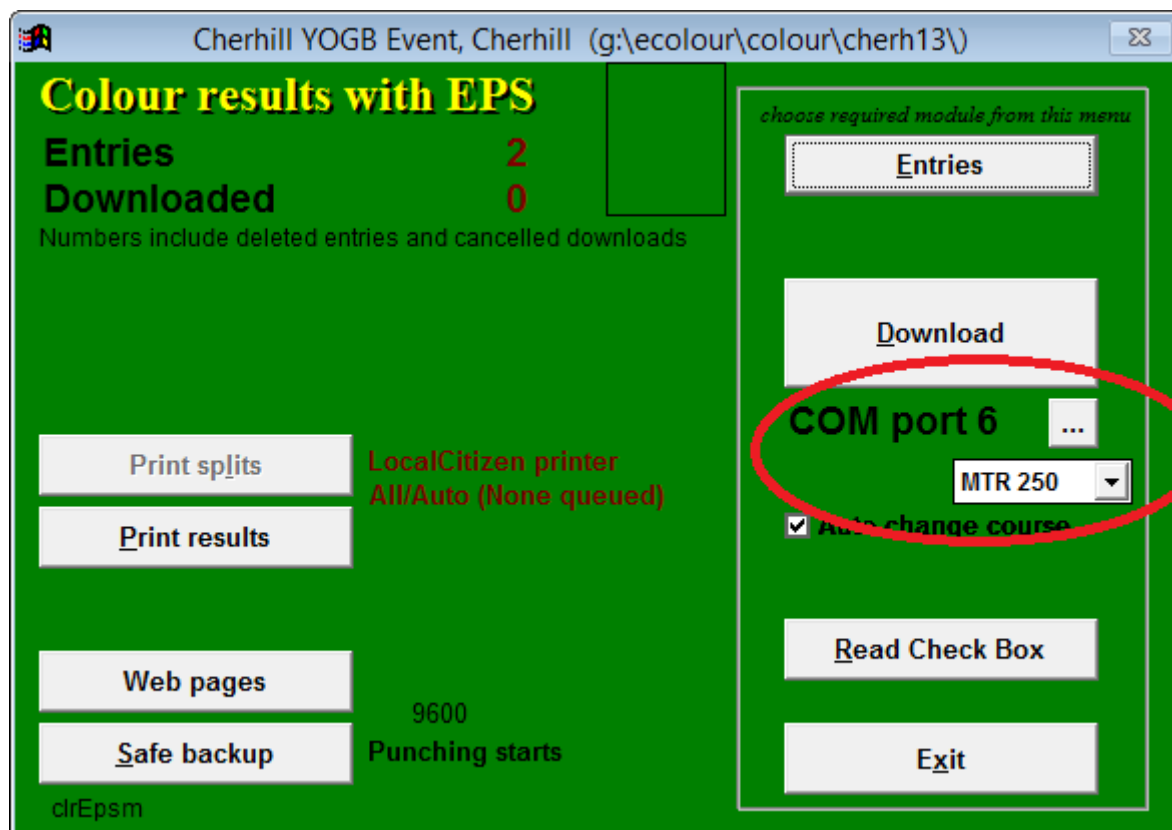 Cherhill YOGB Event, Cherhill (g:\ecolour\colour\cherh13\)
Colour results with EPS
Entries 2
Downloaded 0
Numbers include deleted entries and cancelled downloads
Print splits
LocalCitizen printer
All/Auto (None queued)
Print results
Web pages
9600
Safe backup
Punching starts
clrEpsm
choose required module from this menu
Entries
Download
COM port 6 ...
MTR 250
Auto change course
Read Check Box
Exit